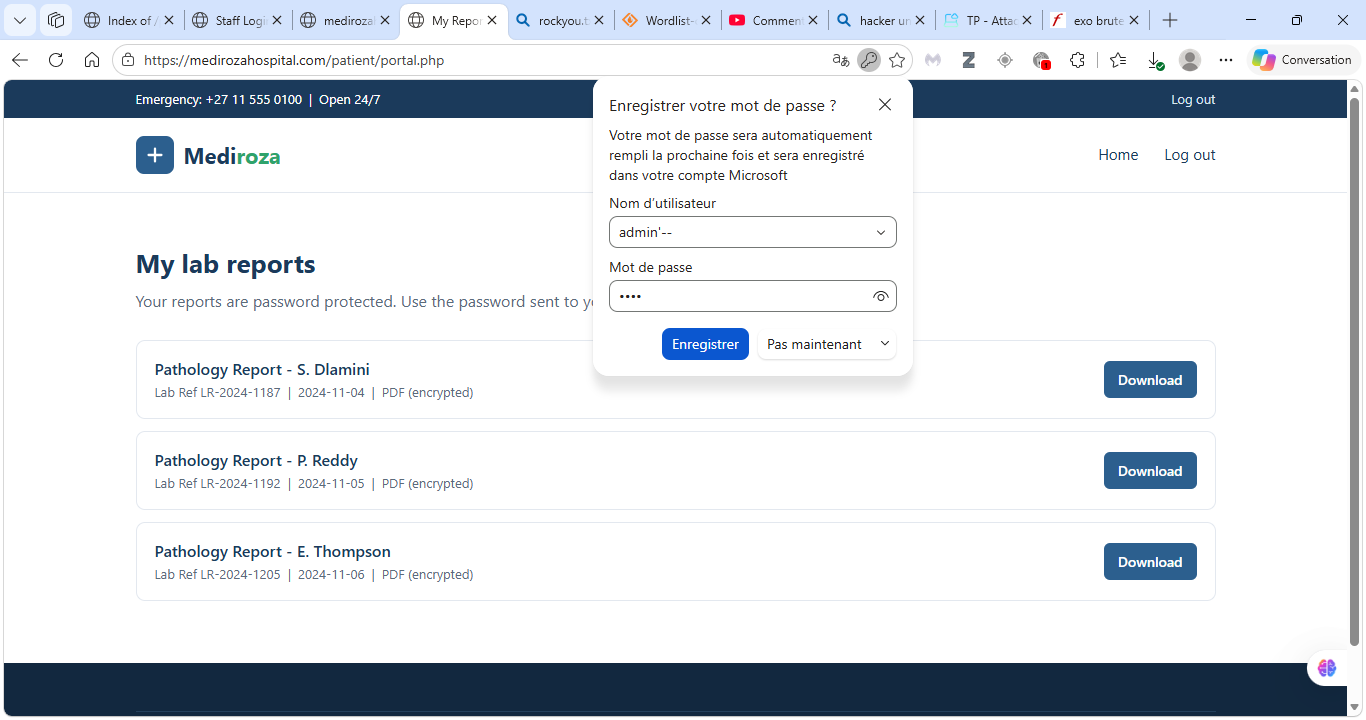 Index of /
Staff Logi
medirozai
My Repor
rockyou.t
Wordlist-
Comment
hacker un
TP - Attac
exo brute
https://medirozahospital.com/patient/portal.php
1
Conversation
Emergency: +27 11 555 0100 | Open 24/7
Log out
Mediroza
Home
Log out
Enregistrer votre mot de passe ?
Votre mot de passe sera automatiquement
rempli la prochaine fois et sera enregistré
dans votre compte Microsoft
Nom d'utilisateur
admin'--
Mot de passe
••••
Enregistrer
Pas maintenant
My lab reports
Your reports are password protected. Use the password sent to
Pathology Report - S. Dlamini
Lab Ref LR-2024-1187 | 2024-11-04 | PDF (encrypted)
Download
Pathology Report - P. Reddy
Lab Ref LR-2024-1192 | 2024-11-05 | PDF (encrypted)
Download
Pathology Report - E. Thompson
Lab Ref LR-2024-1205 | 2024-11-06 | PDF (encrypted)
Download